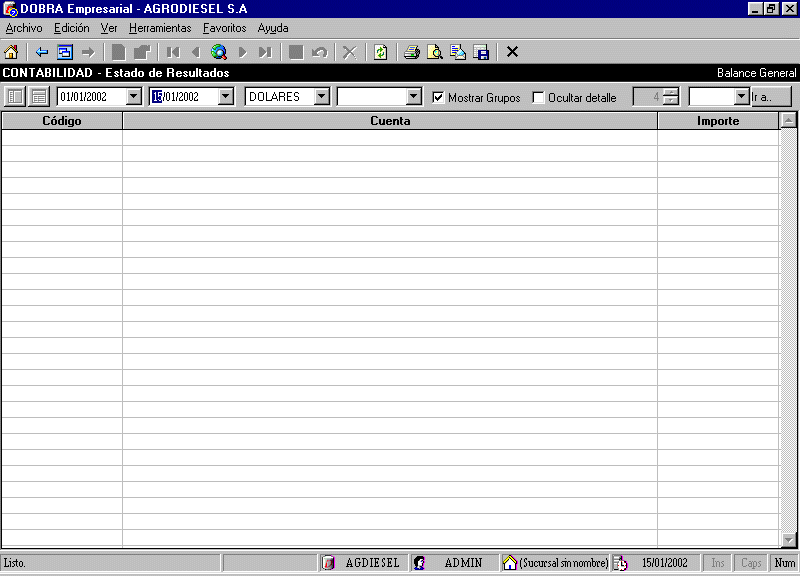 DOBRA Empresarial - AGRODIESEL S.A
Archivo Edición Ver Herramientas Favoritos Ayuda
CONTABILIDAD - Estado de Resultados Balance General
01/01/2002 15/01/2002 DOLARES Mostrar Grupos Ocultar detalle 4 Ir a..
Código Cuenta Importe
Listo. AGDIESEL ADMIN (Sucursal sin nombre) 15/01/2002 Ins Caps Num